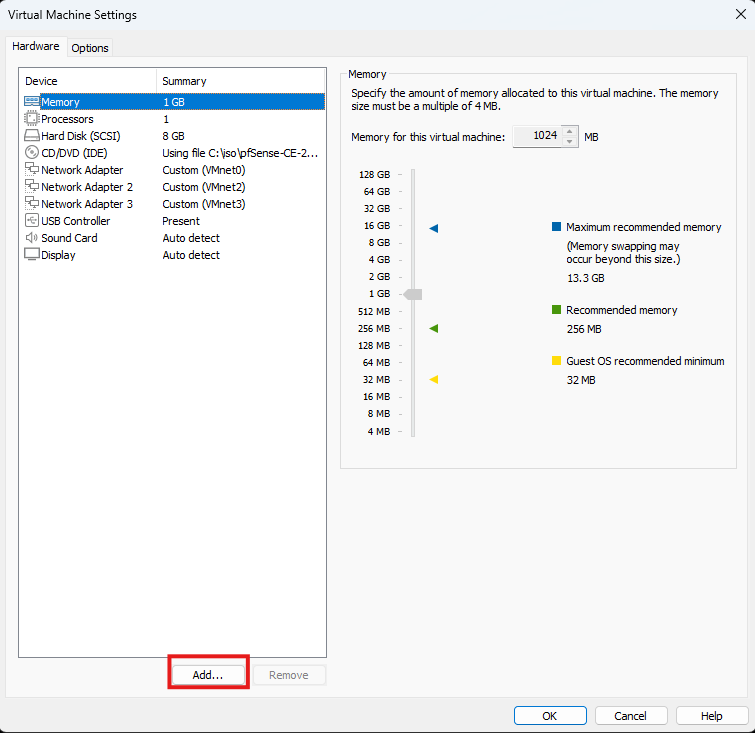 Virtual Machine Settings
Hardware Options
Device Summary
Memory 1 GB
Processors 1
Hard Disk (SCSI) 8 GB
CD/DVD (IDE) Using file C:\iso\pfSense-CE-2...
Network Adapter Custom (VMnet0)
Network Adapter 2 Custom (VMnet2)
Network Adapter 3 Custom (VMnet3)
USB Controller Present
Sound Card Auto detect
Display Auto detect
Add...
Remove
Memory
Specify the amount of memory allocated to this virtual machine. The memory
size must be a multiple of 4 MB.
Memory for this virtual machine: 1024 MB
128 GB
64 GB
32 GB
16 GB
8 GB
4 GB
2 GB
1 GB
512 MB
256 MB
128 MB
64 MB
32 MB
16 MB
8 MB
4 MB
Maximum recommended memory
(Memory swapping may
occur beyond this size.)
13.3 GB
Recommended memory
256 MB
Guest OS recommended minimum
32 MB
OK Cancel Help